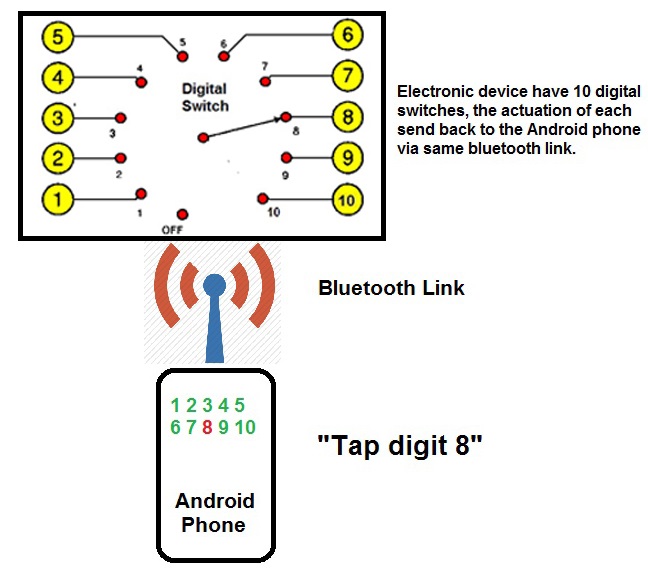 5
5
6
6
4
4
7
7
Digital
Switch
3
3
8
8
2
2
9
9
1
1
10
10
OFF
Electronic device have 10 digital
switches, the actuation of each
send back to the Android phone
via same bluetooth link.
Bluetooth Link
1 2 3 4 5
6 7 8 9 10
"Tap digit 8"
Android
Phone